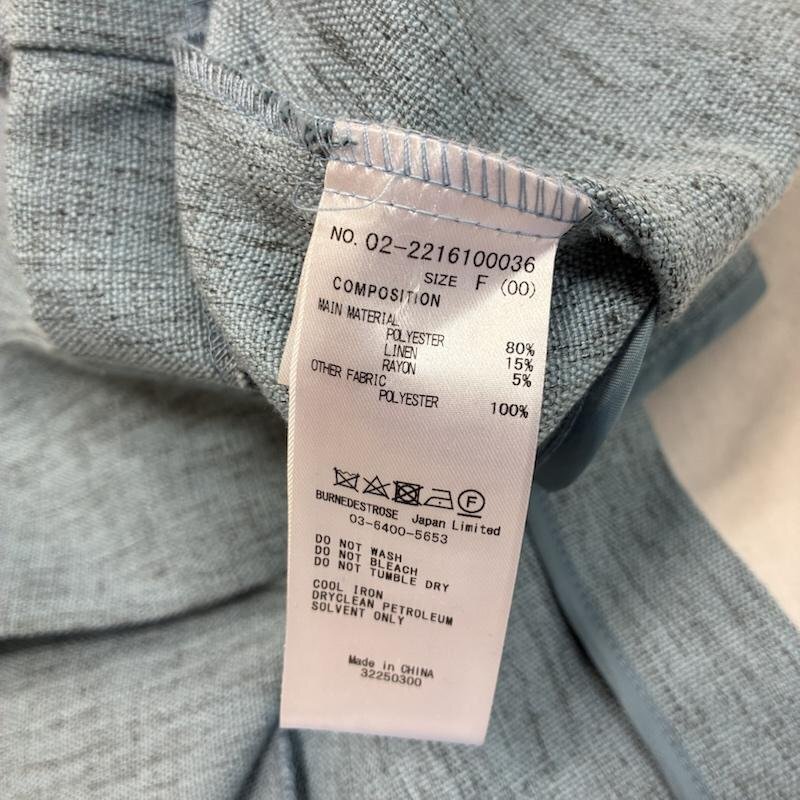 NO. 02-2216100036
SIZE F (00)
COMPOSITION
MAIN MATERIAL
POLYESTER 80%
LINEN 15%
RAYON 5%
OTHER FABRIC
POLYESTER 100%
F
BURNEDESTROSE Japan Limited
03-6400-5653
DO NOT WASH
DO NOT BLEACH
DO NOT TUMBLE DRY
COOL IRON
DRYCLEAN PETROLEUM
SOLVENT ONLY
Made in CHINA
32250300